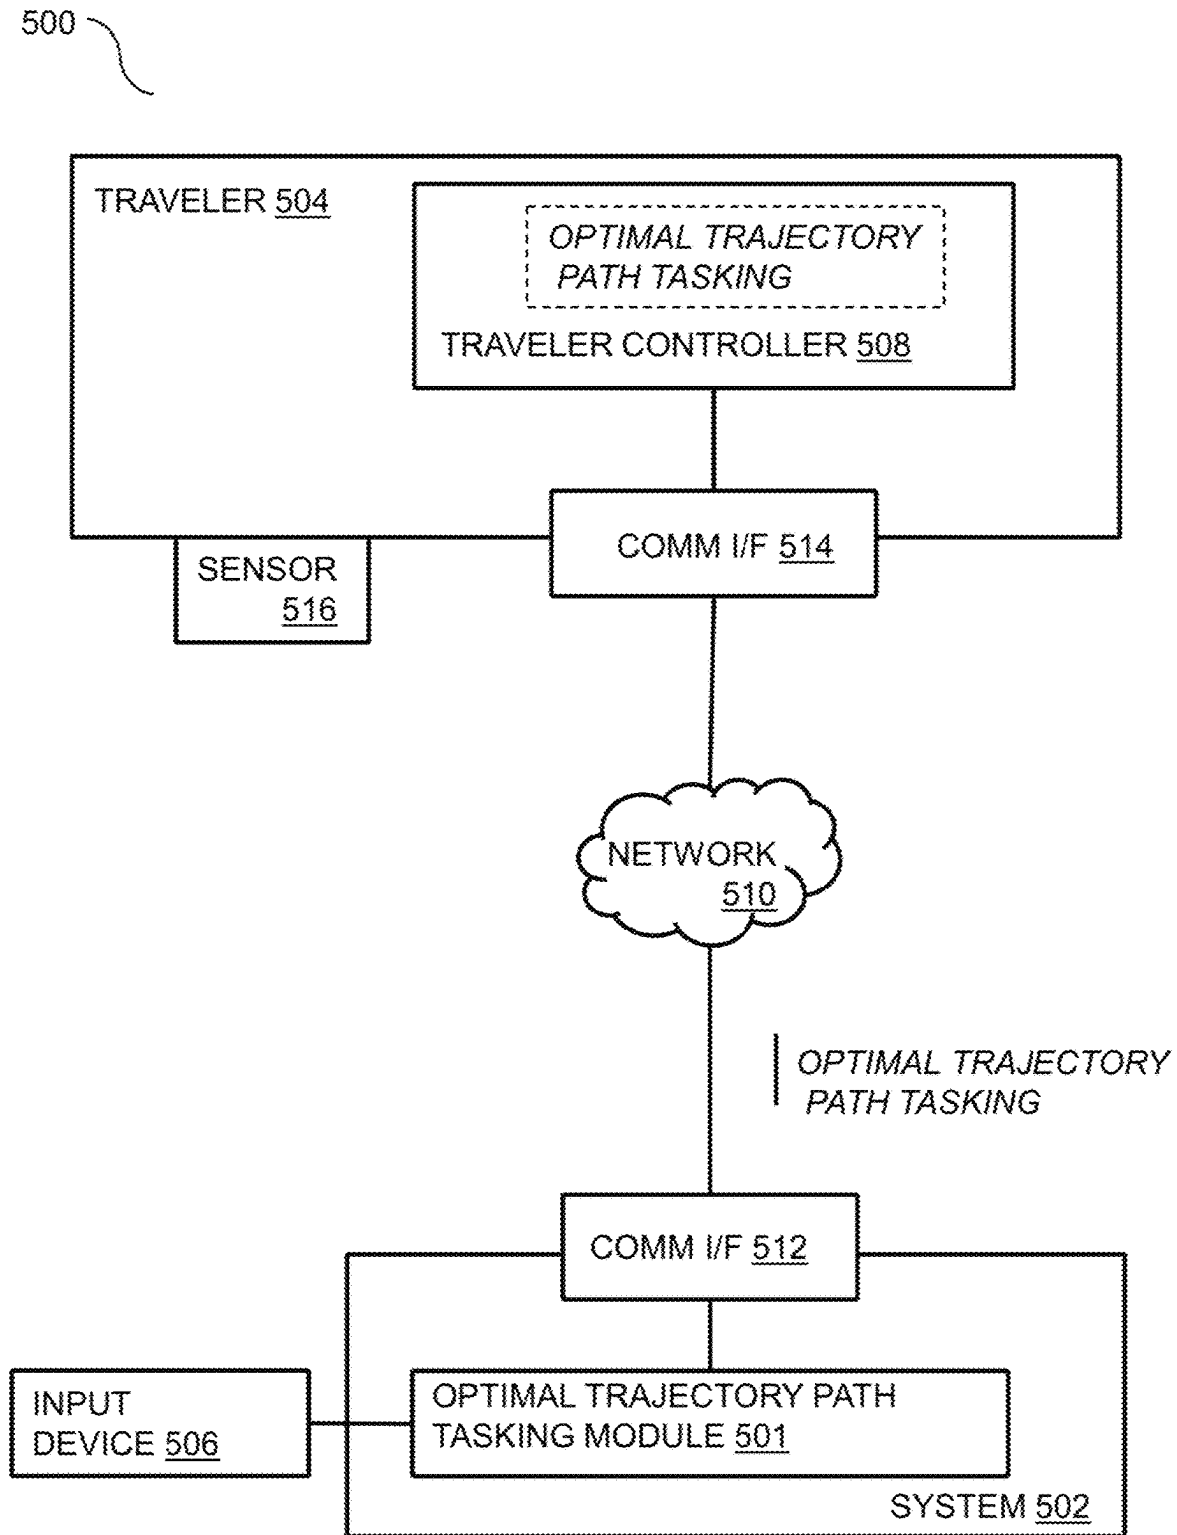 500
TRAVELER 504
OPTIMAL TRAJECTORY
PATH TASKING
TRAVELER CONTROLLER 508
COMM I/F 514
SENSOR
516
NETWORK
510
OPTIMAL TRAJECTORY
PATH TASKING
COMM I/F 512
INPUT
DEVICE 506
OPTIMAL TRAJECTORY PATH
TASKING MODULE 501
SYSTEM 502